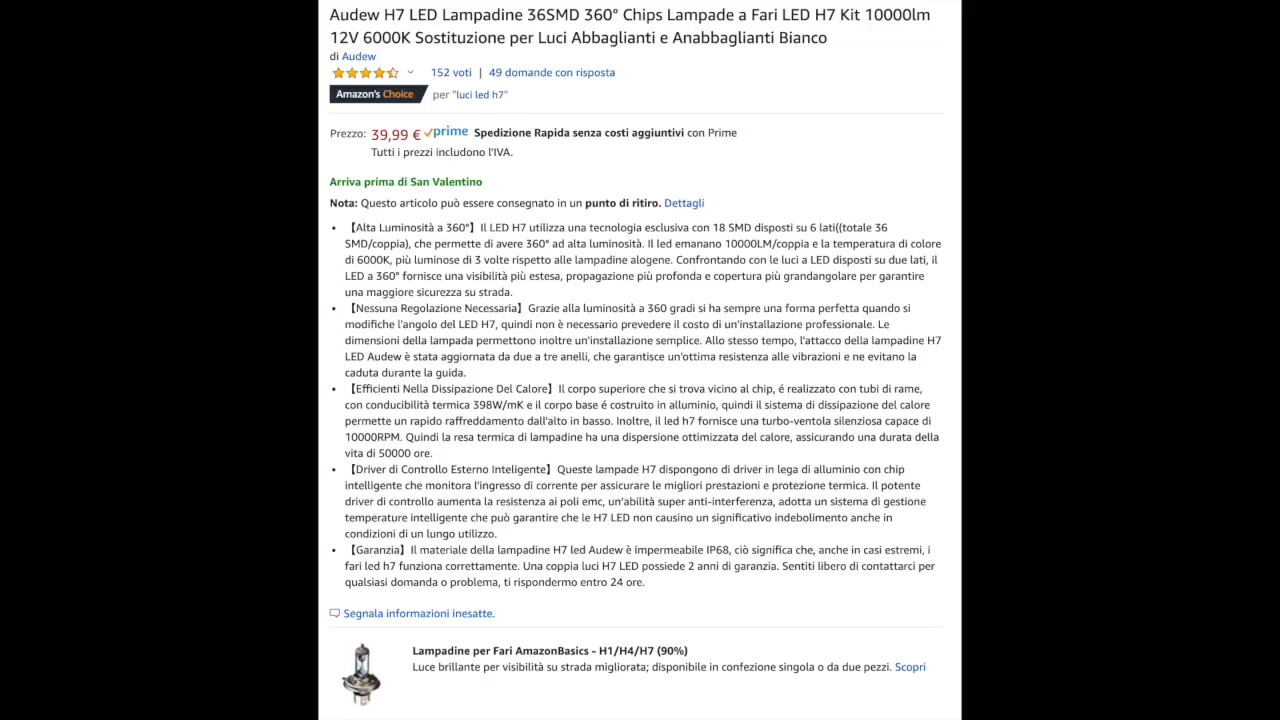 Audew H7 LED Lampadine 36SMD 360° Chips Lampade a Fari LED H7 Kit 10000lm
12V 6000K Sostituzione per Luci Abbaglianti e Anabbaglianti Bianco
di Audew
152 voti | 49 domande con risposta
Amazon's Choice per "luci led h7"
Prezzo: 39,99 € prime Spedizione Rapida senza costi aggiuntivi con Prime
Tutti i prezzi includono l'IVA.
Arriva prima di San Valentino
Nota: Questo articolo può essere consegnato in un punto di ritiro. Dettagli
▪ 【Alta Luminosità a 360°】Il LED H7 utilizza una tecnologia esclusiva con 18 SMD disposti su 6 lati((totale 36
SMD/coppia), che permette di avere 360° ad alta luminosità. Il led emanano 10000LM/coppia e la temperatura di colore
di 6000K, più luminose di 3 volte rispetto alle lampadine alogene. Confrontando con le luci a LED disposti su due lati, il
LED a 360° fornisce una visibilità più estesa, propagazione più profonda e copertura più grandangolare per garantire
una maggiore sicurezza su strada.
▪ 【Nessuna Regolazione Necessaria】Grazie alla luminosità a 360 gradi si ha sempre una forma perfetta quando si
modifiche l'angolo del LED H7, quindi non è necessario prevedere il costo di un'installazione professionale. Le
dimensioni della lampada permettono inoltre un'installazione semplice. Allo stesso tempo, l'attacco della lampadine H7
LED Audew è stata aggiornata da due a tre anelli, che garantisce un'ottima resistenza alle vibrazioni e ne evitano la
caduta durante la guida.
▪ 【Efficienti Nella Dissipazione Del Calore】Il corpo superiore che si trova vicino al chip, é realizzato con tubi di rame,
con conducibilità termica 398W/mK e il corpo base é costruito in alluminio, quindi il sistema di dissipazione del calore
permette un rapido raffreddamento dall'alto in basso. Inoltre, il led h7 fornisce una turbo-ventola silenziosa capace di
10000RPM. Quindi la resa termica di lampadine ha una dispersione ottimizzata del calore, assicurando una durata della
vita di 50000 ore.
▪ 【Driver di Controllo Esterno Inteligente】Queste lampade H7 dispongono di driver in lega di alluminio con chip
intelligente che monitora l'ingresso di corrente per assicurare le migliori prestazioni e protezione termica. Il potente
driver di controllo aumenta la resistenza ai poli emc, un'abilità super anti-interferenza, adotta un sistema di gestione
temperature intelligente che può garantire che le H7 LED non causino un significativo indebolimento anche in
condizioni di un lungo utilizzo.
▪ 【Garanzia】Il materiale della lampadine H7 led Audew è impermeabile IP68, ciò significa che, anche in casi estremi, i
fari led h7 funziona correttamente. Una coppia luci H7 LED possiede 2 anni di garanzia. Sentiti libero di contattarci per
qualsiasi domanda o problema, ti rispondermo entro 24 ore.
Segnala informazioni inesatte.
Lampadine per Fari AmazonBasics - H1/H4/H7 (90%)
Luce brillante per visibilità su strada migliorata; disponibile in confezione singola o da due pezzi. Scopri